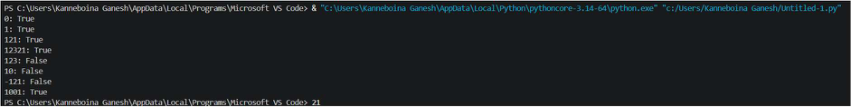 PS C:\Users\Kanneboina Ganesh\AppData\Local\Programs\Microsoft VS Code> & "C:\Users\Kanneboina Ganesh\AppData\Local\Python\pythoncore-3.14-64\python.exe" "c:/Users/Kanneboina Ganesh/Untitled-1.py"
0: True
1: True
121: True
12321: True
123: False
10: False
-121: False
1001: True
PS C:\Users\Kanneboina Ganesh\AppData\Local\Programs\Microsoft VS Code> 21